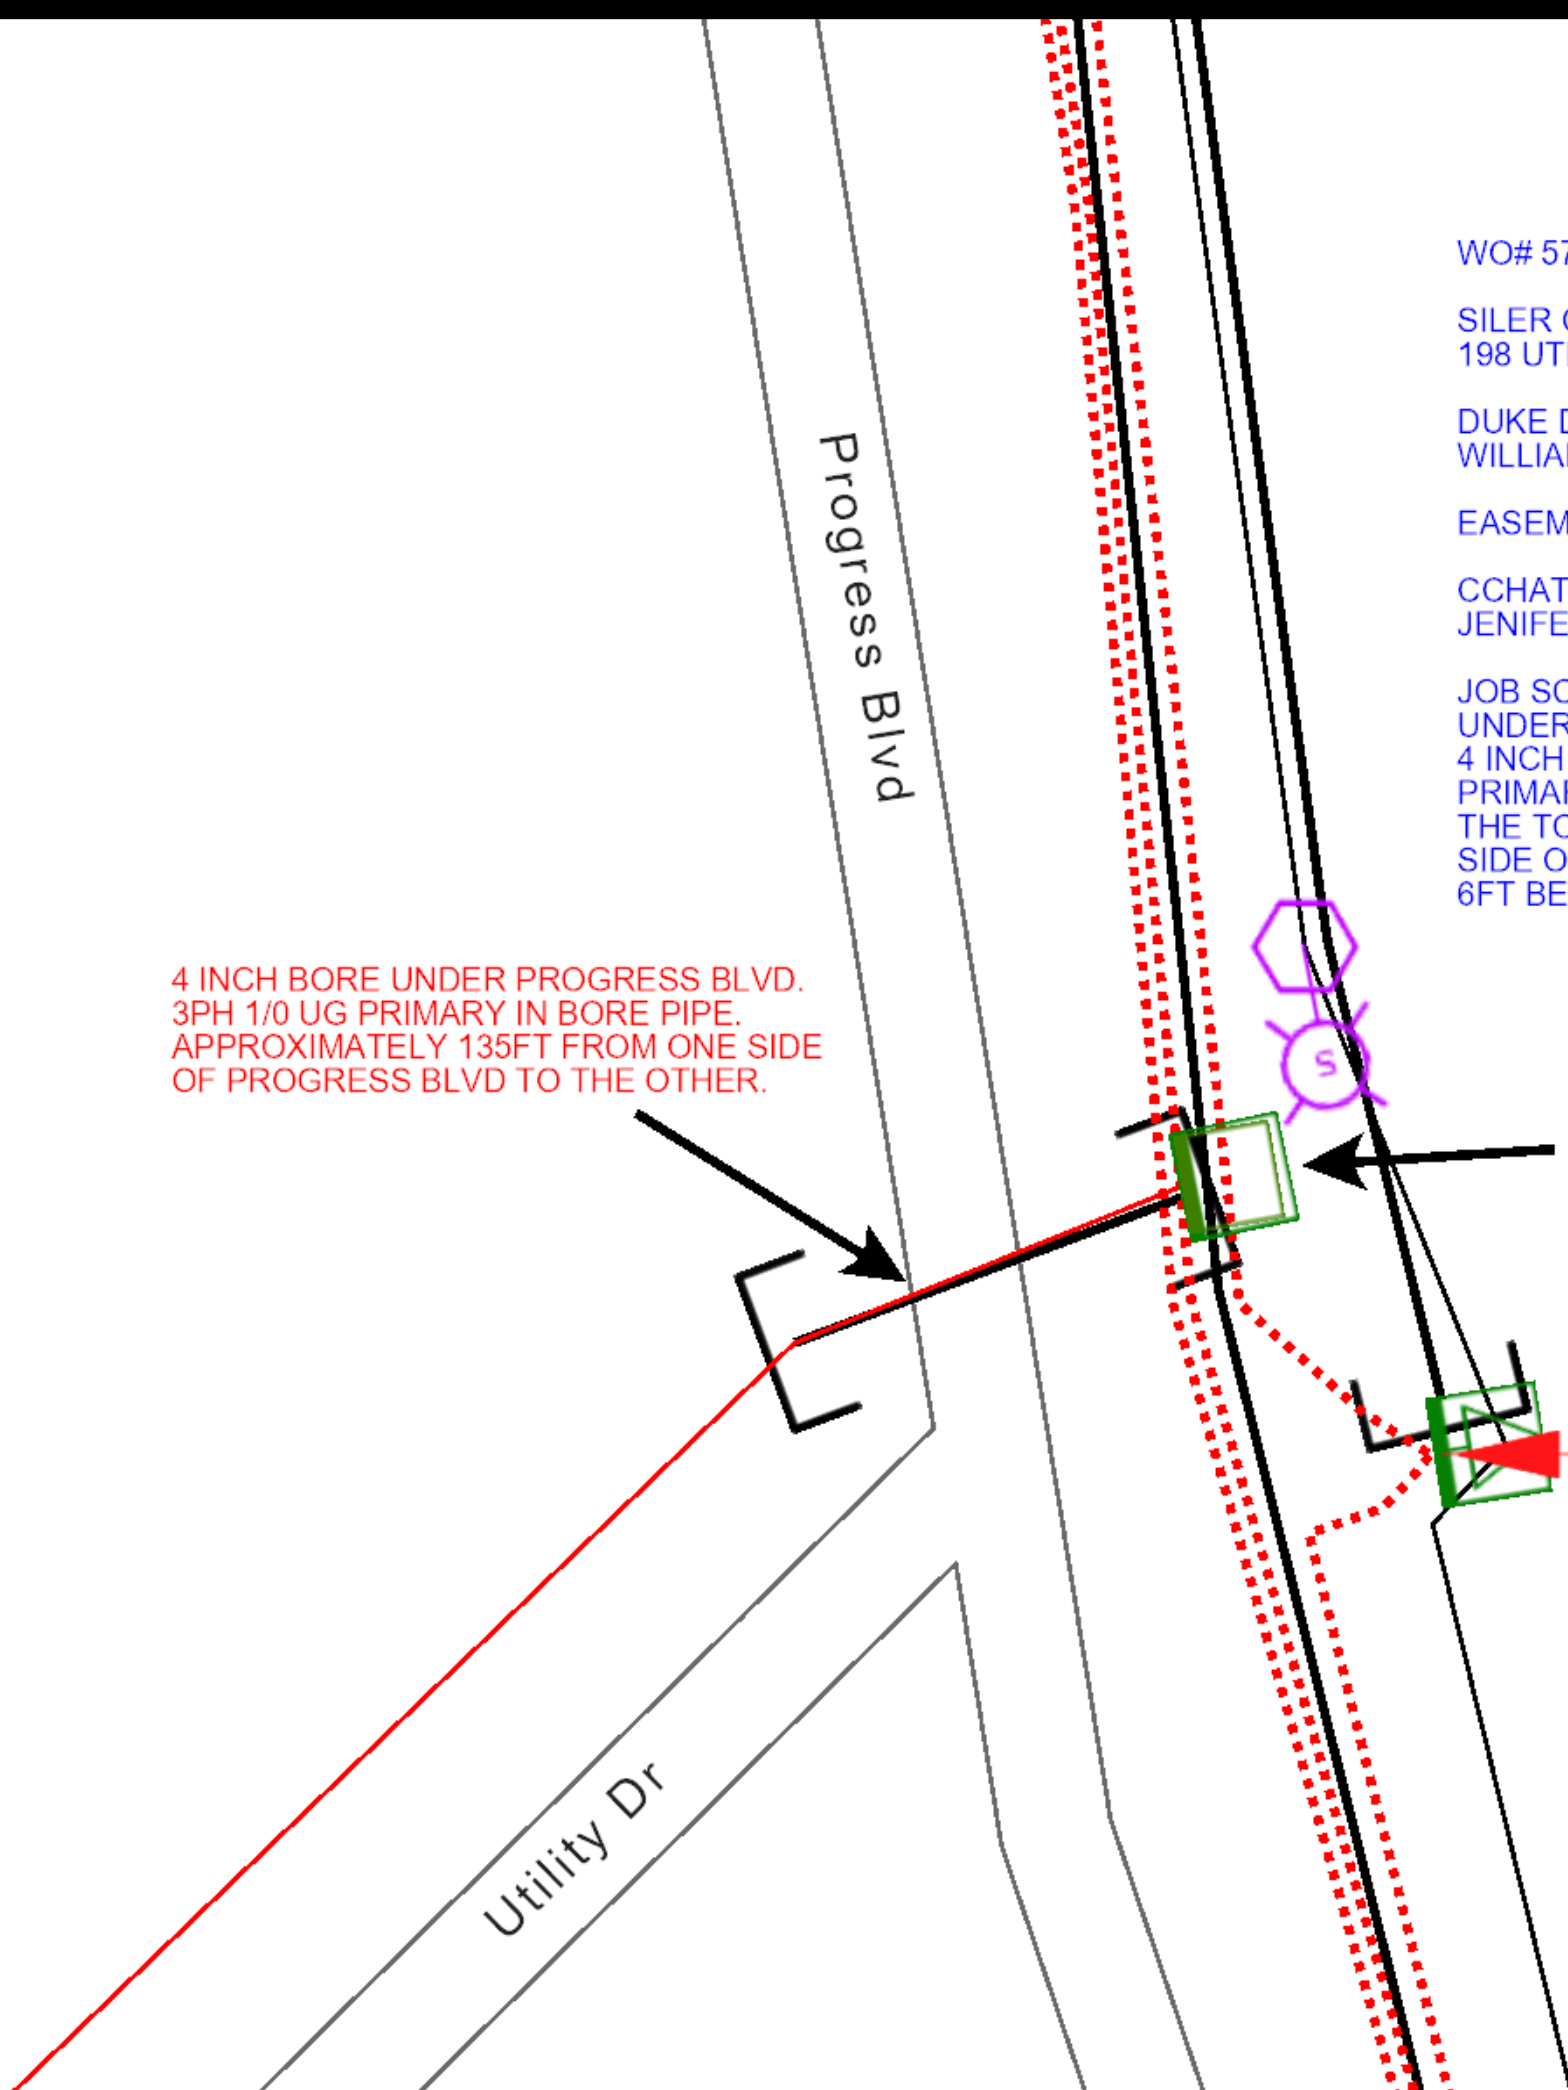 WO# 57
SILER
198 UT
DUKE
WILLIA
EASEM
CCHAT
JENIFE
JOB SC
UNDER
4 INCH
PRIMA
THE TO
SIDE O
6FT BE
Progress Blvd
4 INCH BORE UNDER PROGRESS BLVD.
3PH 1/0 UG PRIMARY IN BORE PIPE.
APPROXIMATELY 135FT FROM ONE SIDE
OF PROGRESS BLVD TO THE OTHER.
S
Utility Dr